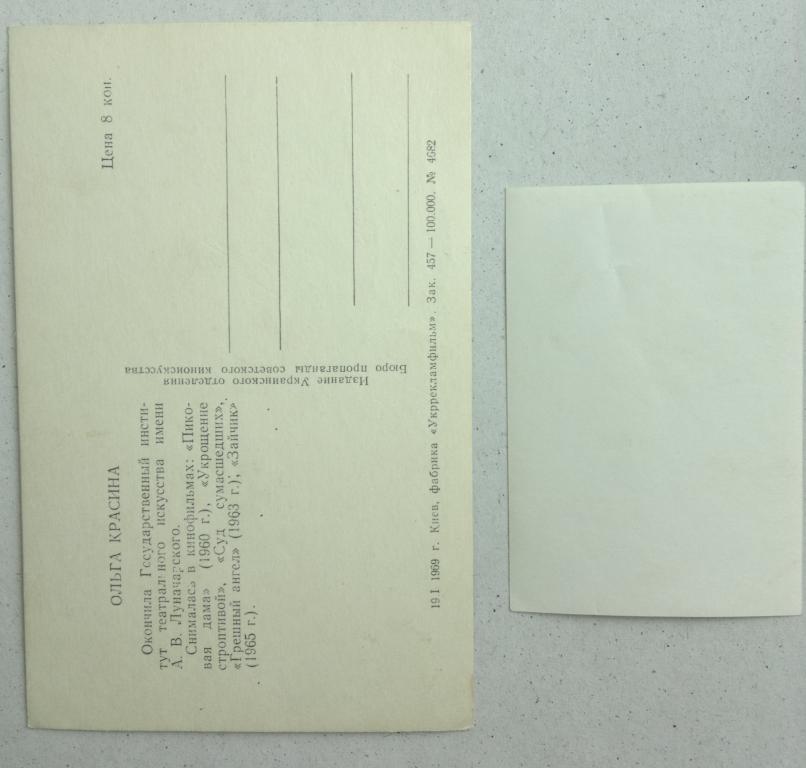 ОЛЬГА КРАСИНА
Окончила Государственный инсти-
тут театрального искусства имени
А. В. Луначарского.
Снималась в кинофильмах: «Пико-
вая дама» (1960 г.), «Укрощение
строптивой», «Суд сумасшедших»,
«Грешный ангел» (1963 г.); «Зайчик»
(1965 г.).
Издание Украинского отделения
Бюро пропаганды советского киноискусства
Цена 8 коп.
19 I 1969 г. Киев, фабрика «Укррекламфильм». Зак. 457 — 100.000. № 4682